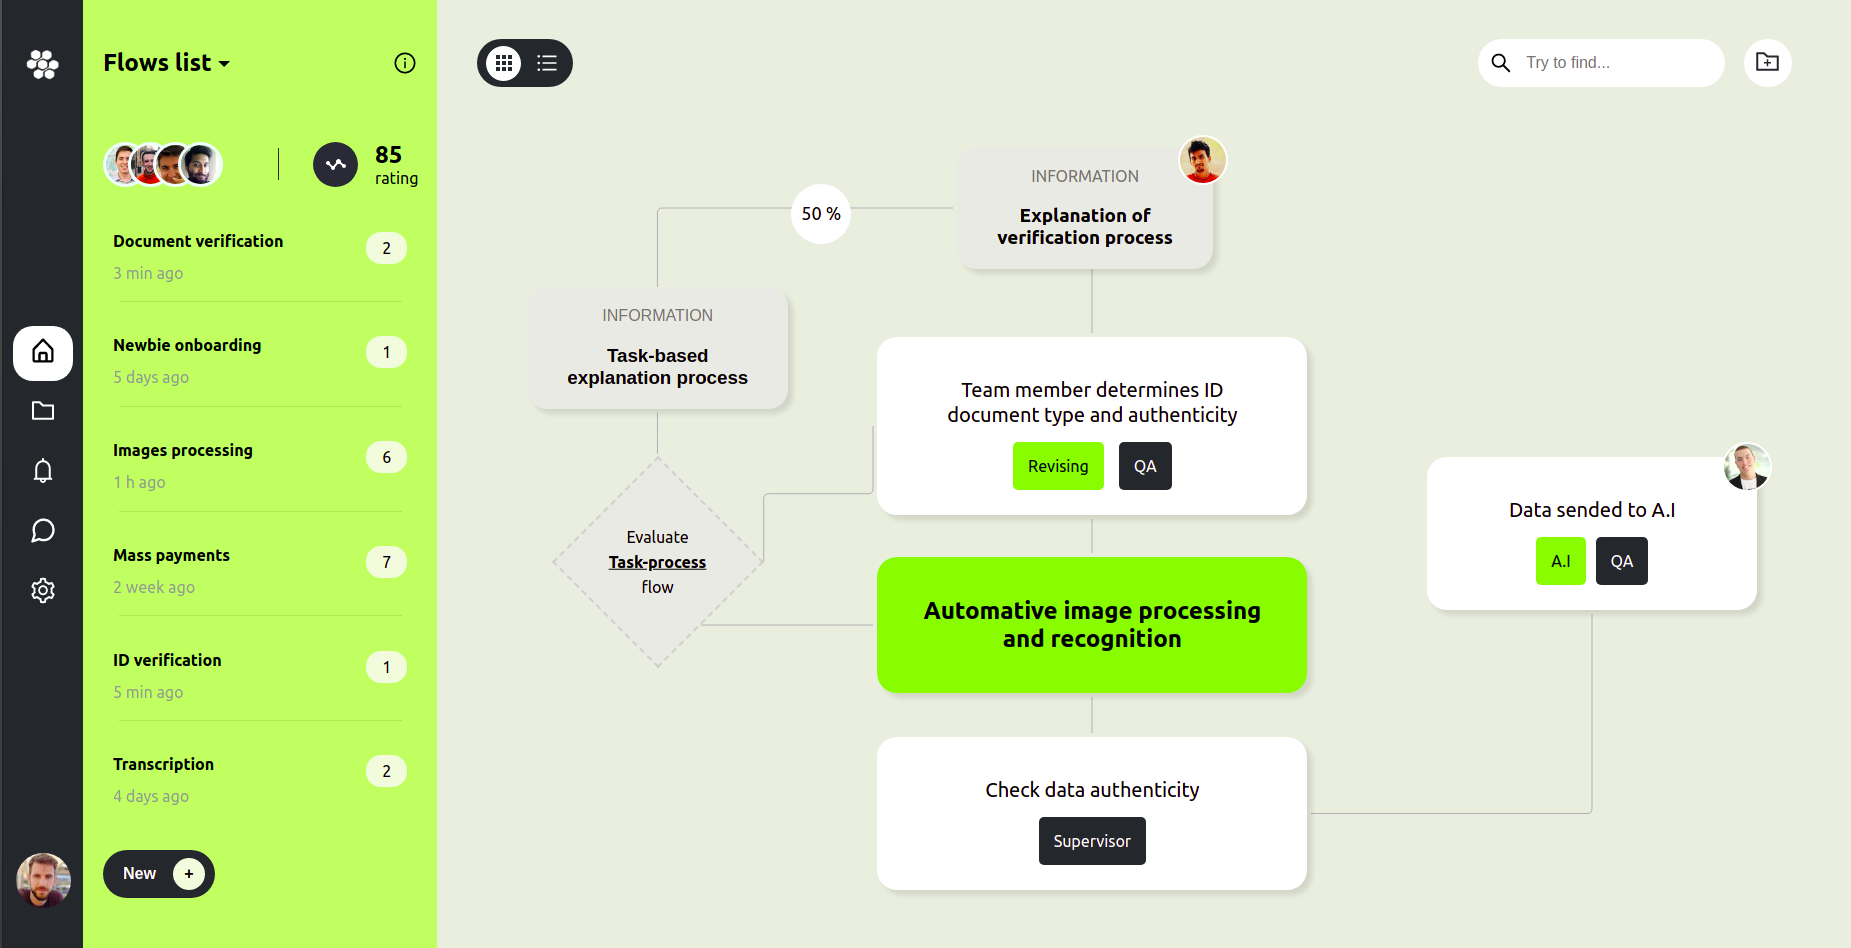 Flows list
85
rating
Document verification
2
3 min ago
Newbie onboarding
1
5 days ago
Images processing
6
1 h ago
Mass payments
7
2 week ago
ID verification
1
5 min ago
Transcription
2
4 days ago
New +
Try to find...
50 %
INFORMATION
Explanation of
verification process
INFORMATION
Task-based
explanation process
Evaluate
Task-process
flow
Team member determines ID
document type and authenticity
Revising QA
Automative image processing
and recognition
Check data authenticity
Supervisor
Data sended to A.I
A.I QA